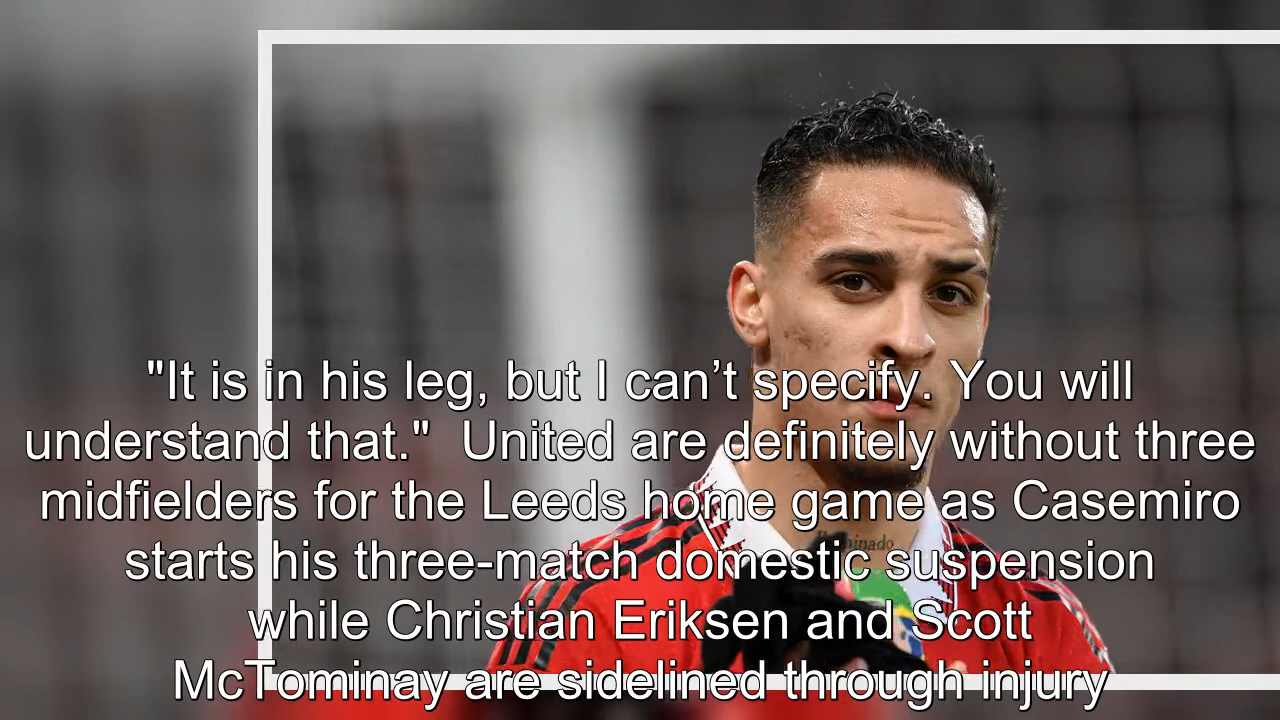 "It is in his leg, but I can’t specify. You will
understand that."  United are definitely without three
midfielders for the Leeds home game as Casemiro
starts his three-match domestic suspension
while Christian Eriksen and Scott
McTominay are sidelined through injury